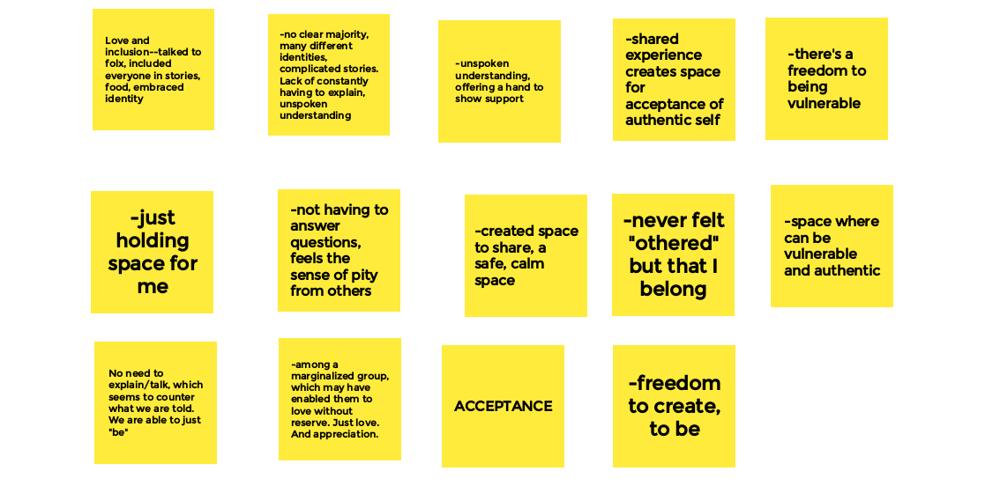 Love and
inclusion--talked to
folx, included
everyone in stories,
food, embraced
identity
-no clear majority,
many different
identities,
complicated stories.
Lack of constantly
having to explain,
unspoken
understanding
-unspoken
understanding,
offering a hand to
show support
-shared
experience
creates space
for
acceptance of
authentic self
-there's a
freedom to
being
vulnerable
-just
holding
space for
me
-not having to
answer
questions,
feels the
sense of pity
from others
-created space
to share, a
safe, calm
space
-never felt
"othered"
but that I
belong
-space where
can be
vulnerable
and authentic
No need to
explain/talk, which
seems to counter
what we are told.
We are able to just
"be"
-among a
marginalized group,
which may have
enabled them to
love without
reserve. Just love.
And appreciation.
ACCEPTANCE
-freedom
to create,
to be